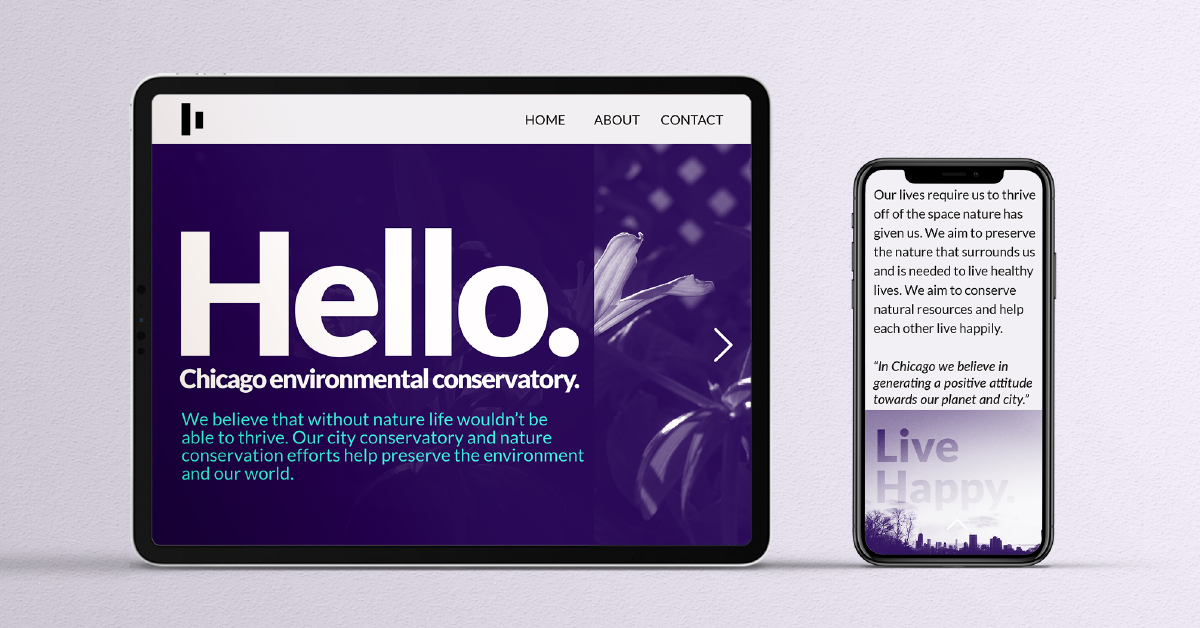 HOME ABOUT CONTACT
Hello.
Chicago environmental conservatory.
We believe that without nature life wouldn’t be
able to thrive. Our city conservatory and nature
conservation efforts help preserve the environment
and our world.
Our lives require us to thrive
off of the space nature has
given us. We aim to preserve
the nature that surrounds us
and is needed to live healthy
lives. We aim to conserve
natural resources and help
each other live happily.
“In Chicago we believe in
generating a positive attitude
towards our planet and city.”
Live
Happy.